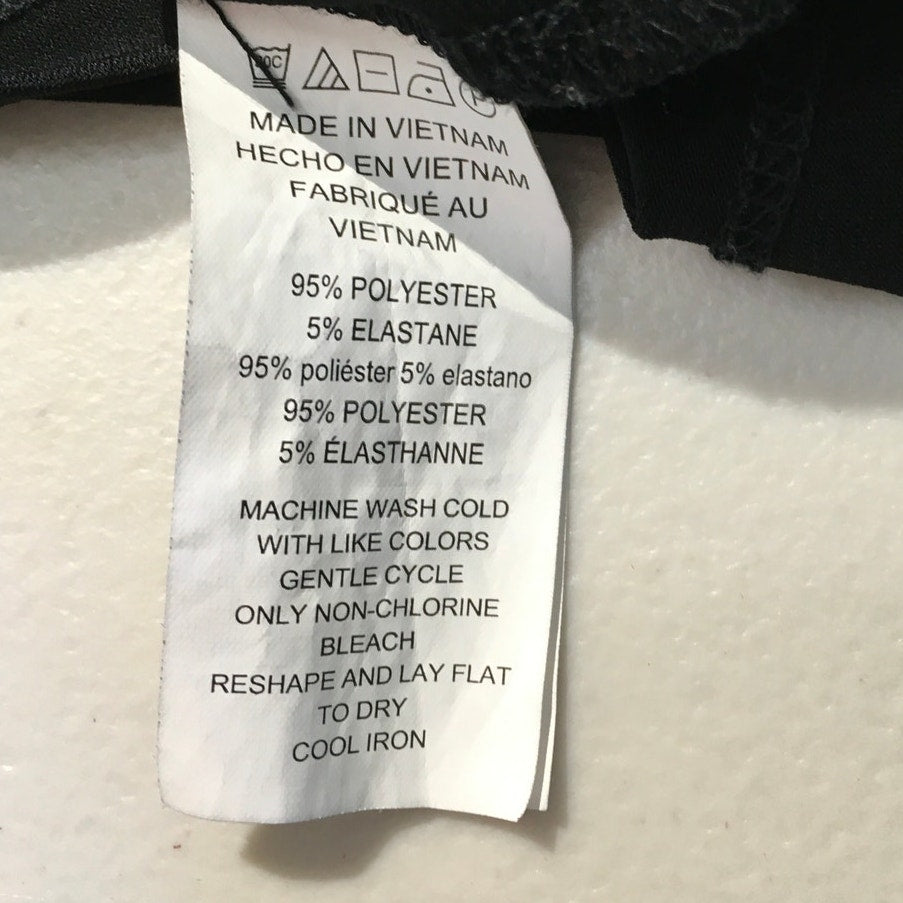 MADE IN VIETNAM
HECHO EN VIETNAM
FABRIQUÉ AU
VIETNAM
95% POLYESTER
5% ELASTANE
95% poliéster 5% elastano
95% POLYESTER
5% ÉLASTHANNE
MACHINE WASH COLD
WITH LIKE COLORS
GENTLE CYCLE
ONLY NON-CHLORINE
BLEACH
RESHAPE AND LAY FLAT
TO DRY
COOL IRON